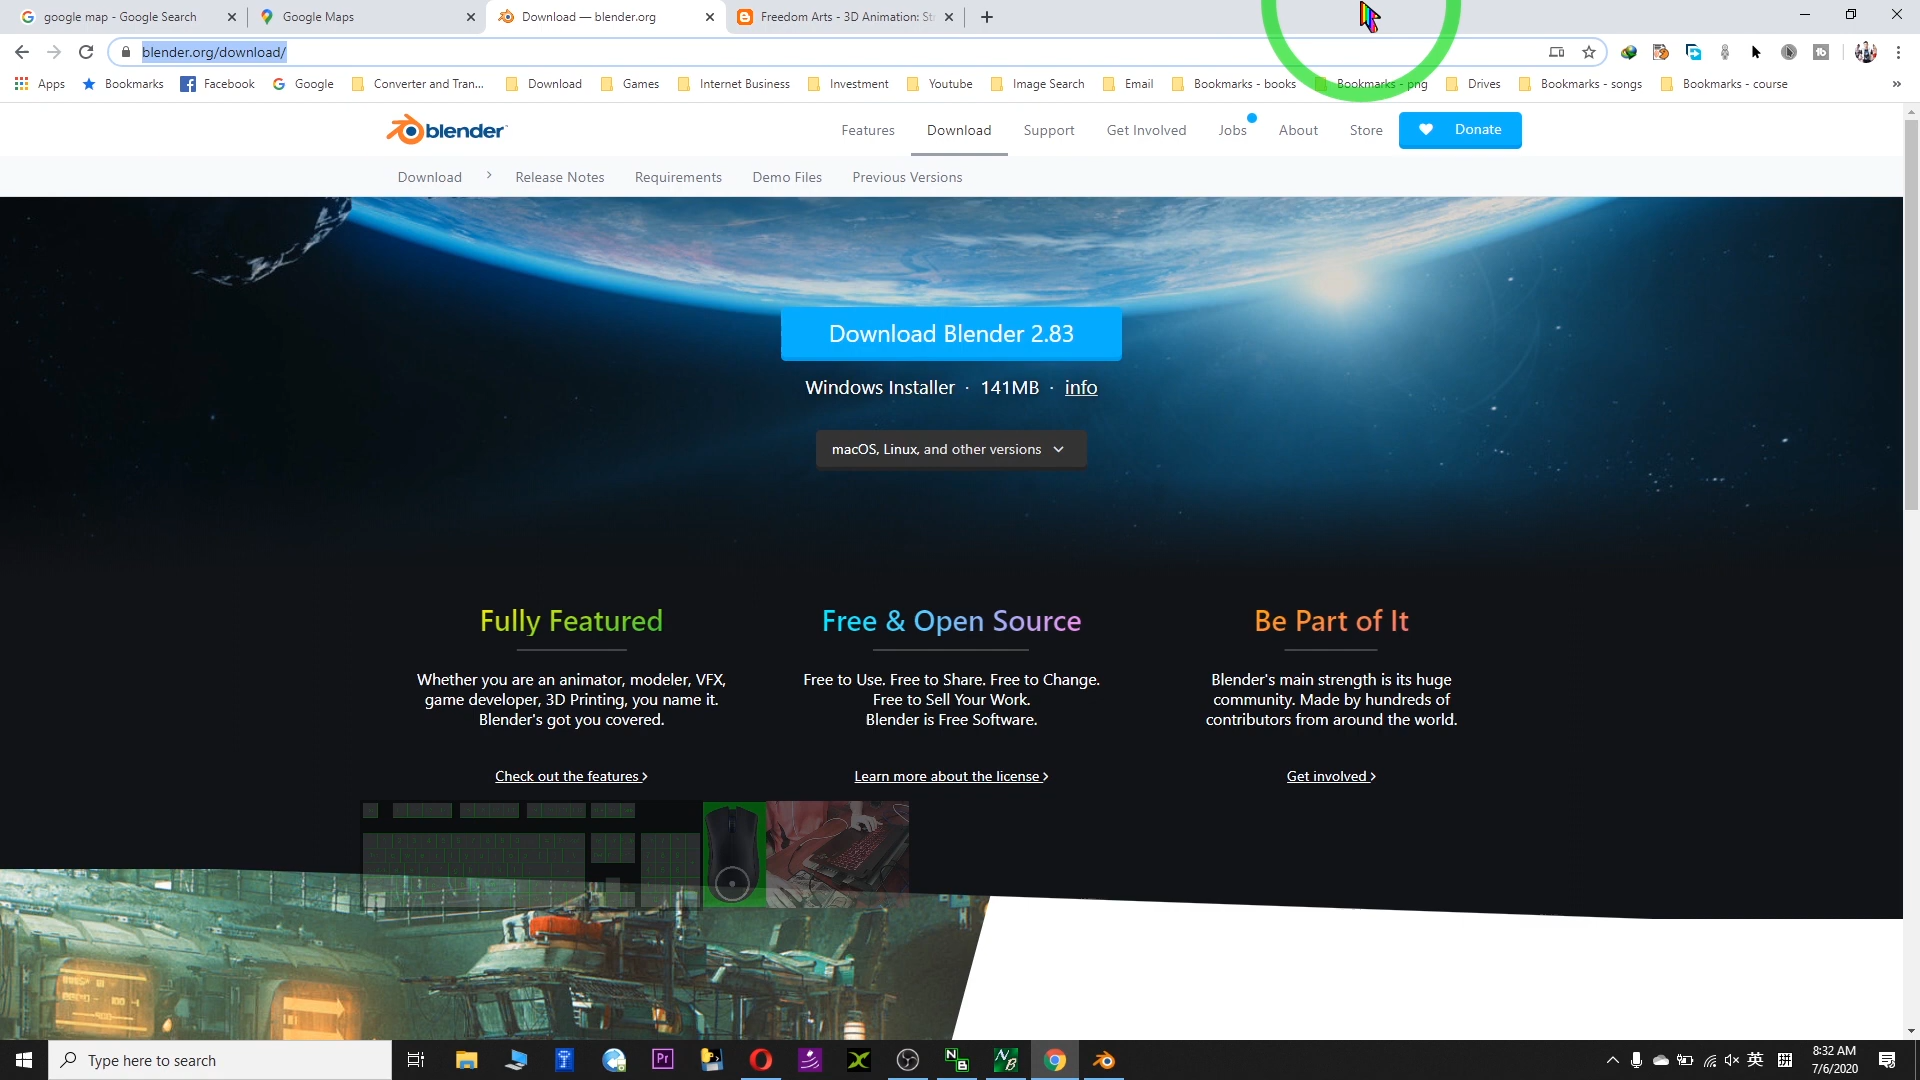 google map - Google Search
Google Maps
Download — blender.org
Freedom Arts - 3D Animation: St
blender.org/download/
Apps
Bookmarks
Facebook
Google
Converter and Tran...
Download
Games
Internet Business
Investment
Youtube
Image Search
Email
Bookmarks - books
Bookmarks - png
Drives
Bookmarks - songs
Bookmarks - course
»
blender
Features
Download
Support
Get Involved
Jobs
About
Store
Donate
Download
Release Notes
Requirements
Demo Files
Previous Versions
Download Blender 2.83
Windows Installer · 141MB · info
macOS, Linux, and other versions
Fully Featured
Whether you are an animator, modeler, VFX,
game developer, 3D Printing, you name it.
Blender's got you covered.
Check out the features ›
Free & Open Source
Free to Use. Free to Share. Free to Change.
Free to Sell Your Work.
Blender is Free Software.
Learn more about the license ›
Be Part of It
Blender's main strength is its huge
community. Made by hundreds of
contributors from around the world.
Get involved ›
Type here to search
Pr
英
拼
8:32 AM
7/6/2020